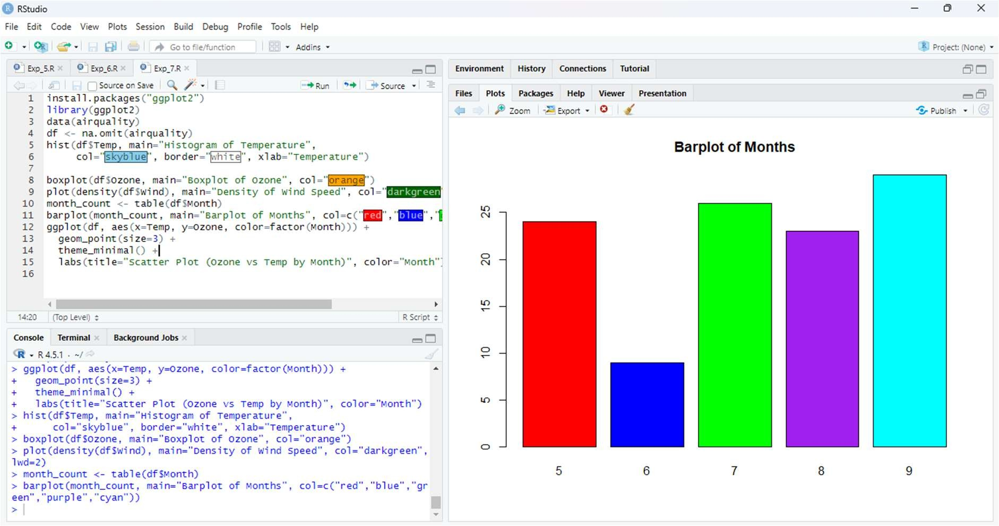 RStudio
File Edit Code View Plots Session Build Debug Profile Tools Help
Go to file/function Addins
Project: (None)
Exp_5.R Exp_6.R Exp_7.R
Source on Save Run Source
1 install.packages("ggplot2")
2 library(ggplot2)
3 data(airquality)
4 df <- na.omit(airquality)
5 hist(df$Temp, main="Histogram of Temperature",
6 col="skyblue", border="white", xlab="Temperature")
7
8 boxplot(df$Ozone, main="Boxplot of Ozone", col="orange")
9 plot(density(df$Wind), main="Density of Wind Speed", col="darkgreen"
10 month_count <- table(df$Month)
11 barplot(month_count, main="Barplot of Months", col=c("red","blue","
12 ggplot(df, aes(x=Temp, y=Ozone, color=factor(Month))) +
13 geom_point(size=3) +
14 theme_minimal() +
15 labs(title="Scatter Plot (Ozone vs Temp by Month)", color="Month")
16
14:20 (Top Level) R Script
Console Terminal Background Jobs
R R 4.5.1 · ~/
> ggplot(df, aes(x=Temp, y=Ozone, color=factor(Month))) +
+ geom_point(size=3) +
+ theme_minimal() +
+ labs(title="Scatter Plot (Ozone vs Temp by Month)", color="Month")
> hist(df$Temp, main="Histogram of Temperature",
+ col="skyblue", border="white", xlab="Temperature")
> boxplot(df$Ozone, main="Boxplot of Ozone", col="orange")
> plot(density(df$Wind), main="Density of Wind Speed", col="darkgreen",
lwd=2)
> month_count <- table(df$Month)
> barplot(month_count, main="Barplot of Months", col=c("red","blue","gr
een","purple","cyan"))
>
Environment History Connections Tutorial
Files Plots Packages Help Viewer Presentation
Zoom Export Publish
Barplot of Months
25
20
15
10
5
0
5 6 7 8 9